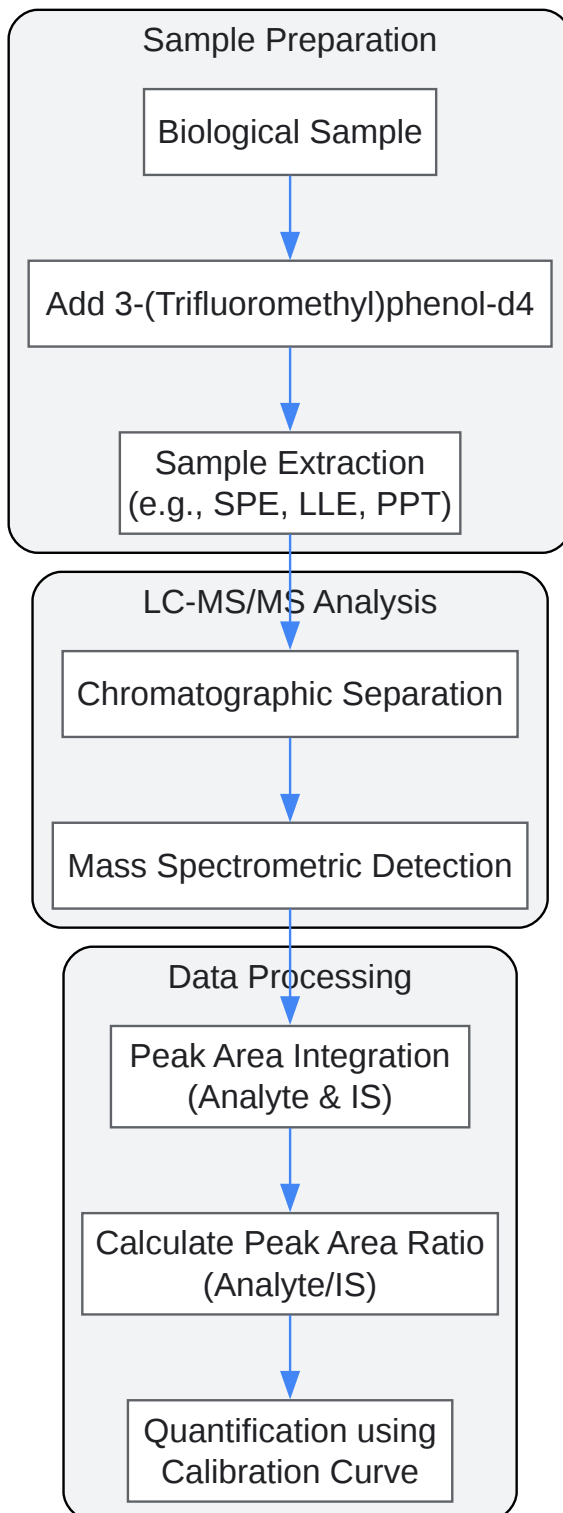 Sample Preparation
Biological Sample
Add 3-(Trifluoromethyl)phenol-d4
Sample Extraction
(e.g., SPE, LLE, PPT)
LC-MS/MS Analysis
Chromatographic Separation
Mass Spectrometric Detection
Data Processing
Peak Area Integration
(Analyte & IS)
Calculate Peak Area Ratio
(Analyte/IS)
Quantification using
Calibration Curve